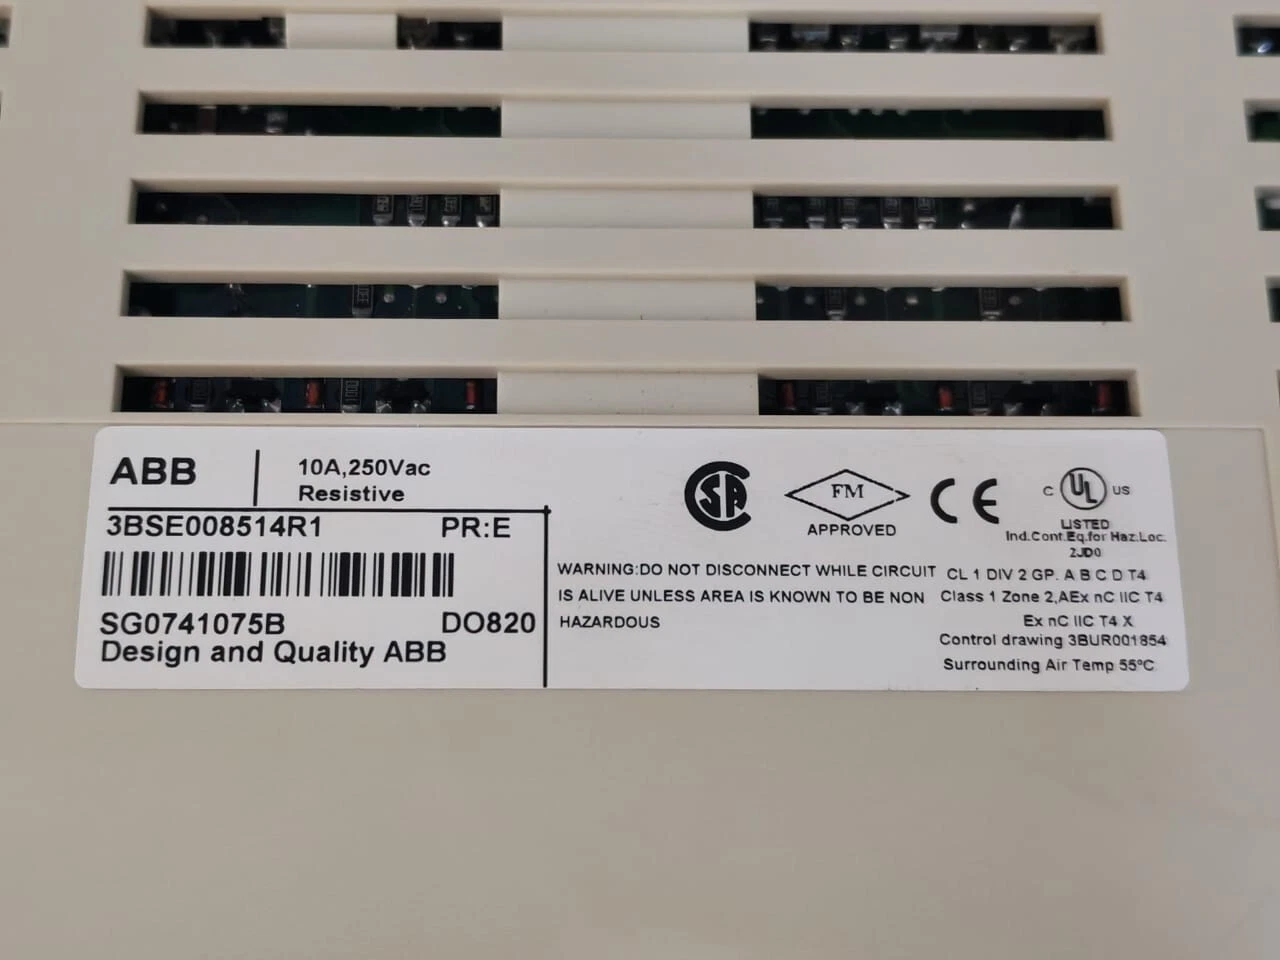 ABB
10A,250Vac
Resistive
3BSE008514R1 PR:E
SG0741075B DO820
Design and Quality ABB
FM
APPROVED
CE
C UL US
LISTED
Ind.Cont.Eq.for Haz.Loc.
2JD0
WARNING:DO NOT DISCONNECT WHILE CIRCUIT
IS ALIVE UNLESS AREA IS KNOWN TO BE NON
HAZARDOUS
CL 1 DIV 2 GP. A B C D T4
Class 1 Zone 2,AEx nC IIC T4
Ex nC IIC T4 X
Control drawing 3BUR001854
Surrounding Air Temp 55°C